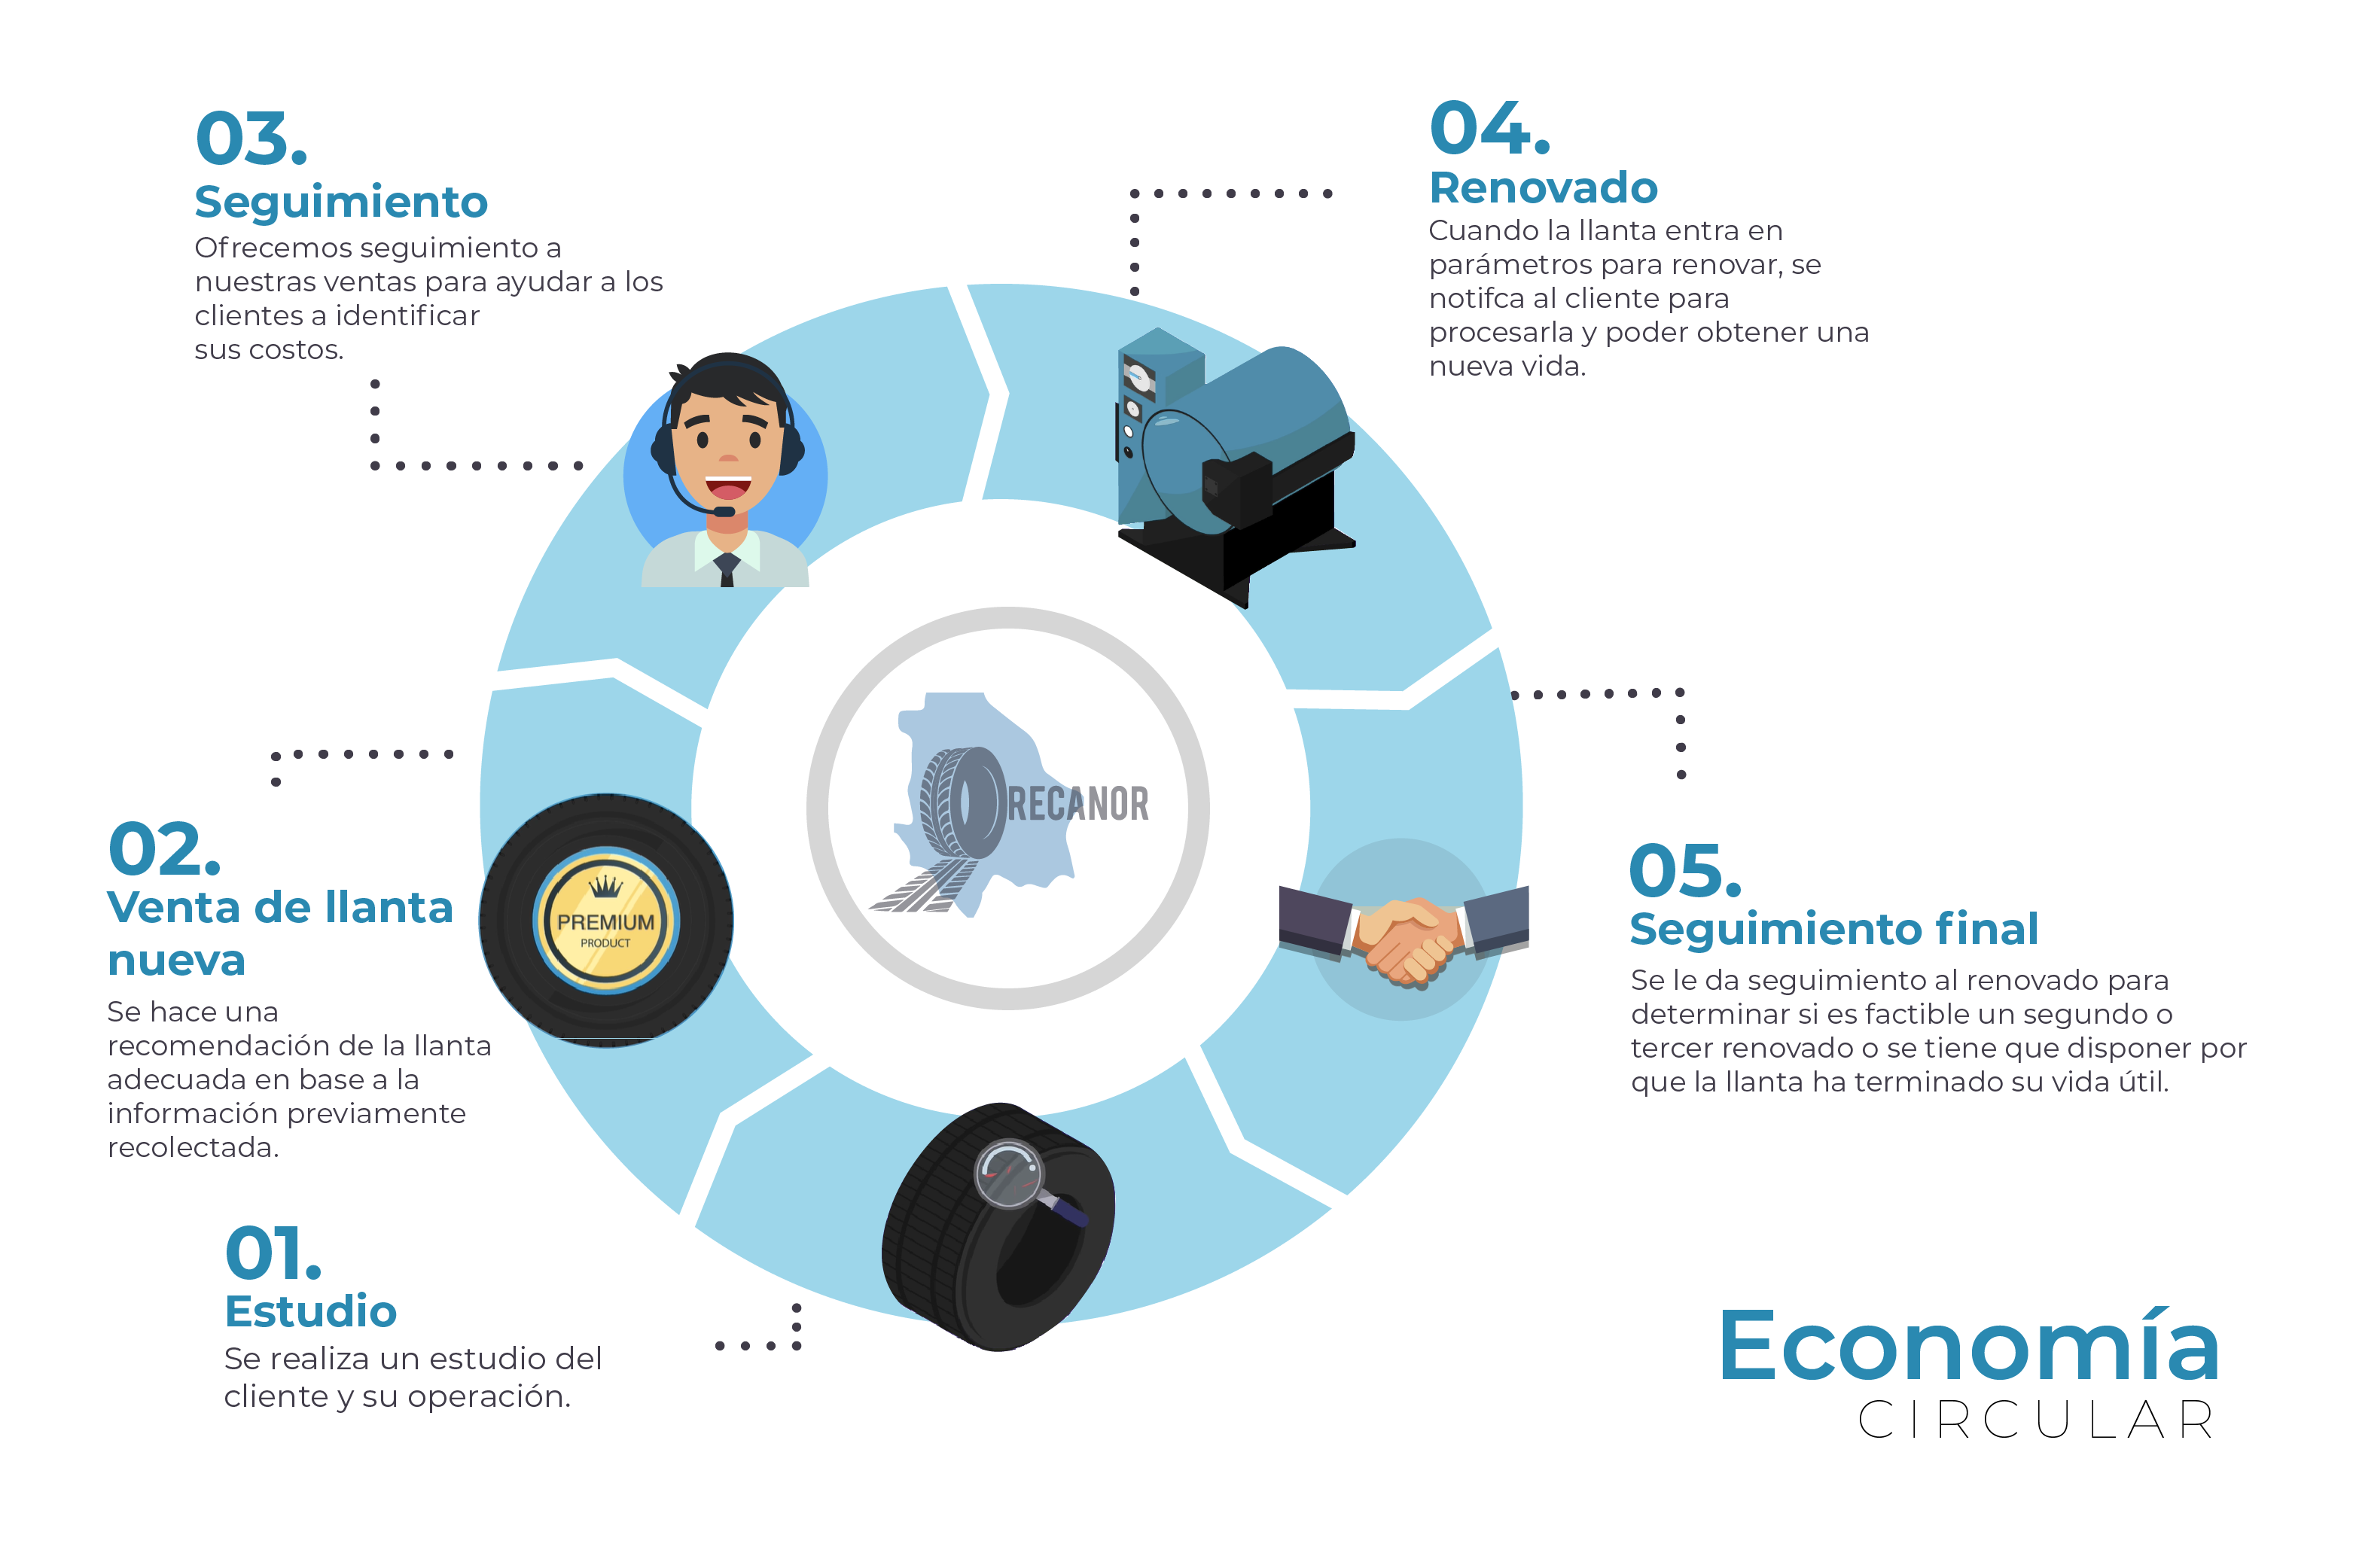 03.
Seguimiento
Ofrecemos seguimiento a
nuestras ventas para ayudar a los
clientes a identificar
sus costos.
04.
Renovado
Cuando la llanta entra en
parámetros para renovar, se
notifca al cliente para
procesarla y poder obtener una
nueva vida.
RECANOR
02.
Venta de llanta
nueva
Se hace una
recomendación de la llanta
adecuada en base a la
información previamente
recolectada.
PREMIUM
PRODUCT
05.
Seguimiento final
Se le da seguimiento al renovado para
determinar si es factible un segundo o
tercer renovado o se tiene que disponer por
que la llanta ha terminado su vida útil.
01.
Estudio
Se realiza un estudio del
cliente y su operación.
Economía
CIRCULAR